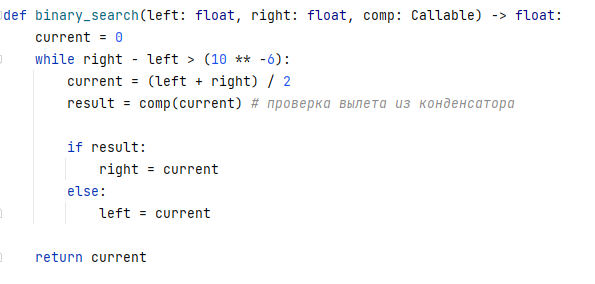 def binary_search(left: float, right: float, comp: Callable) -> float:
    current = 0
    while right - left > (10 ** -6):
        current = (left + right) / 2
        result = comp(current) # проверка вылета из конденсатора
        if result:
            right = current
        else:
            left = current
    return current